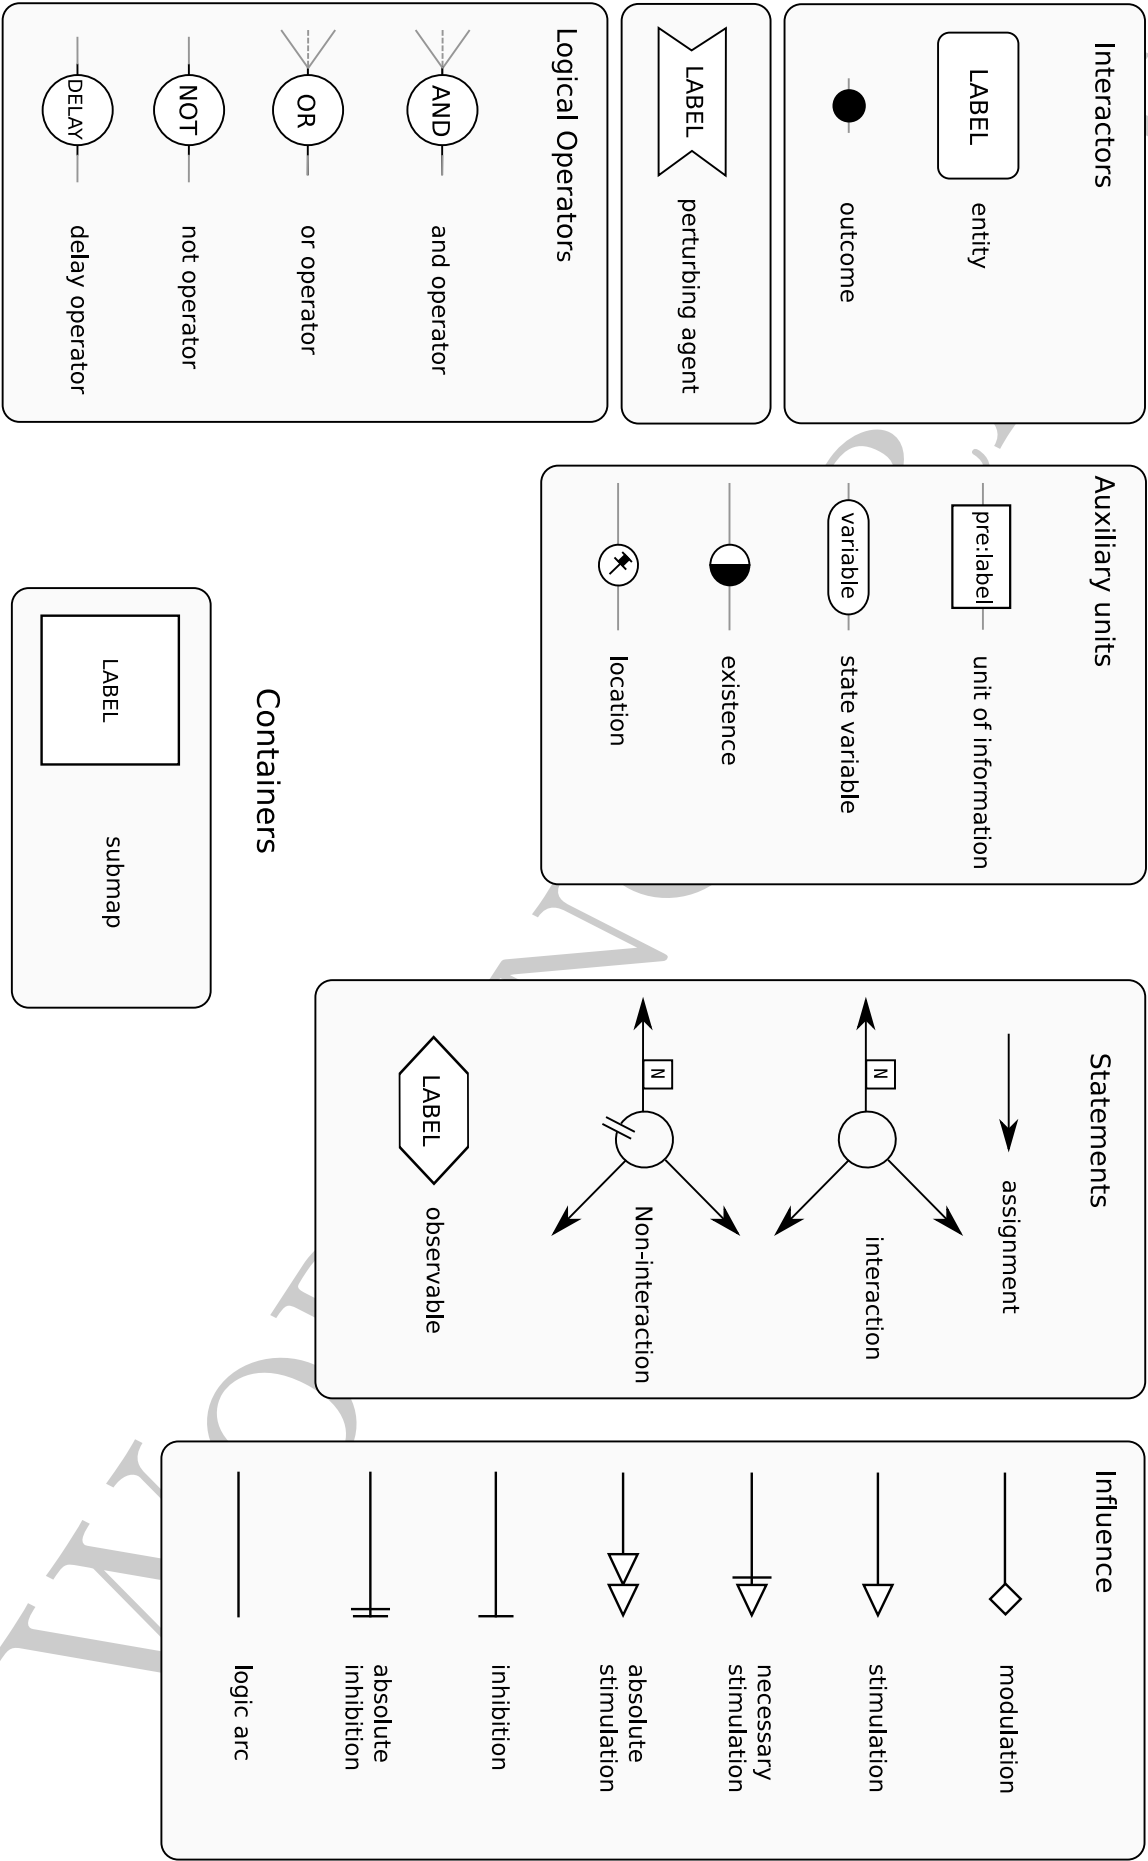 Interactors
LABEL
entity
outcome
LABEL
perturbing agent
Logical Operators
AND
and operator
OR
or operator
NOT
not operator
DELAY
delay operator
Auxiliary units
pre:label
unit of information
variable
state variable
existence
location
Containers
LABEL
submap
Statements
assignment
N
interaction
N
Non-interaction
LABEL
observable
Influence
modulation
stimulation
necessary
stimulation
absolute
stimulation
inhibition
absolute
inhibition
logic arc